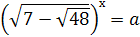 (√(7 − √48))ˣ = a